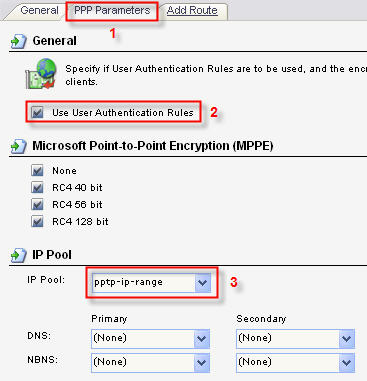 General PPP Parameters Add Route
1
General
Specify if User Authentication Rules are to be used, and the enc
clients.
Use User Authentication Rules 2
Microsoft Point-to-Point Encryption (MPPE)
None
RC4 40 bit
RC4 56 bit
RC4 128 bit
IP Pool
IP Pool: pptp-ip-range 3
Primary Secondary
DNS: (None) (None)
NBNS: (None) (None)